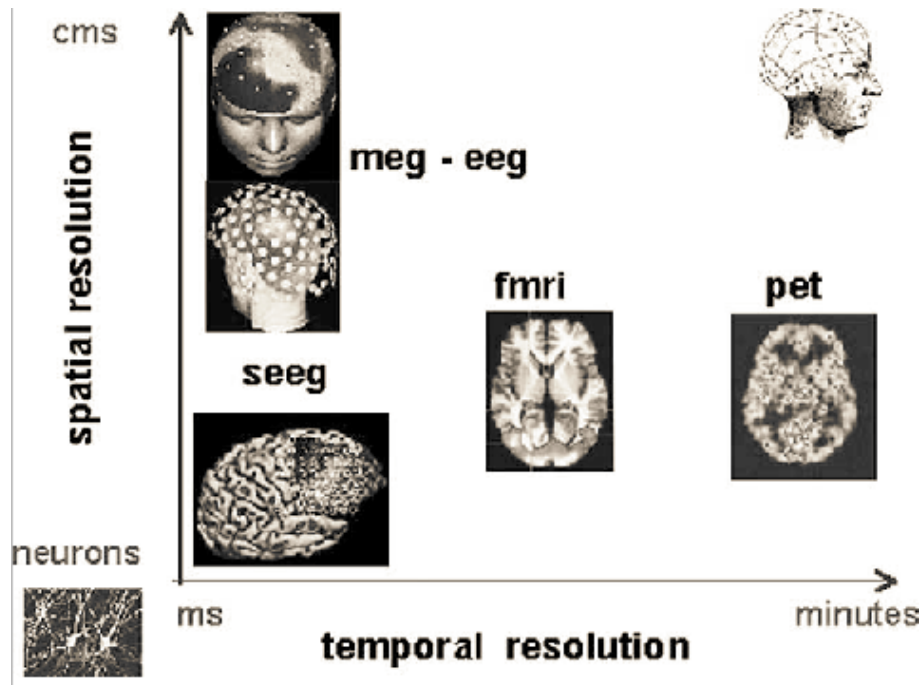 cms
meg - eeg
spatial resolution
fmri
pet
seeg
neurons
ms
minutes
temporal resolution